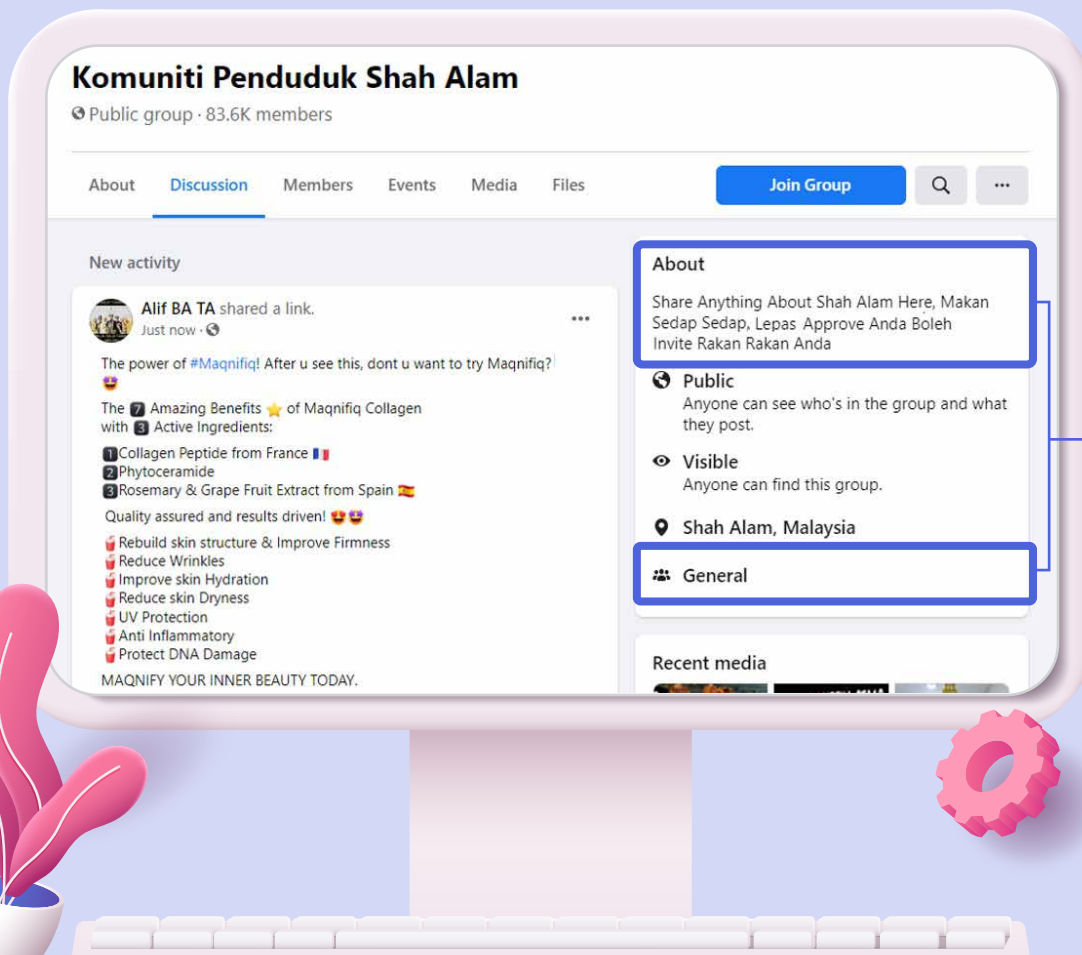 Komuniti Penduduk Shah Alam
Public group · 83.6K members
About Discussion Members Events Media Files Join Group
New activity
Alif BA TA shared a link.
Just now ·
The power of #Maqnifiq! After u see this, dont u want to try Maqnifiq?
🤩
The 7️⃣ Amazing Benefits ⭐ of Maqnifiq Collagen
with 3️⃣ Active Ingredients:
1️⃣Collagen Peptide from France 🇫🇷
2️⃣Phytoceramide
3️⃣Rosemary & Grape Fruit Extract from Spain 🇪🇸
Quality assured and results driven! 🤩🤩
🥤Rebuild skin structure & Improve Firmness
🥤Reduce Wrinkles
🥤Improve skin Hydration
🥤Reduce skin Dryness
🥤UV Protection
🥤Anti Inflammatory
🥤Protect DNA Damage
MAQNIFY YOUR INNER BEAUTY TODAY.
About
Share Anything About Shah Alam Here, Makan
Sedap Sedap, Lepas Approve Anda Boleh
Invite Rakan Rakan Anda
Public
Anyone can see who's in the group and what
they post.
Visible
Anyone can find this group.
Shah Alam, Malaysia
General
Recent media